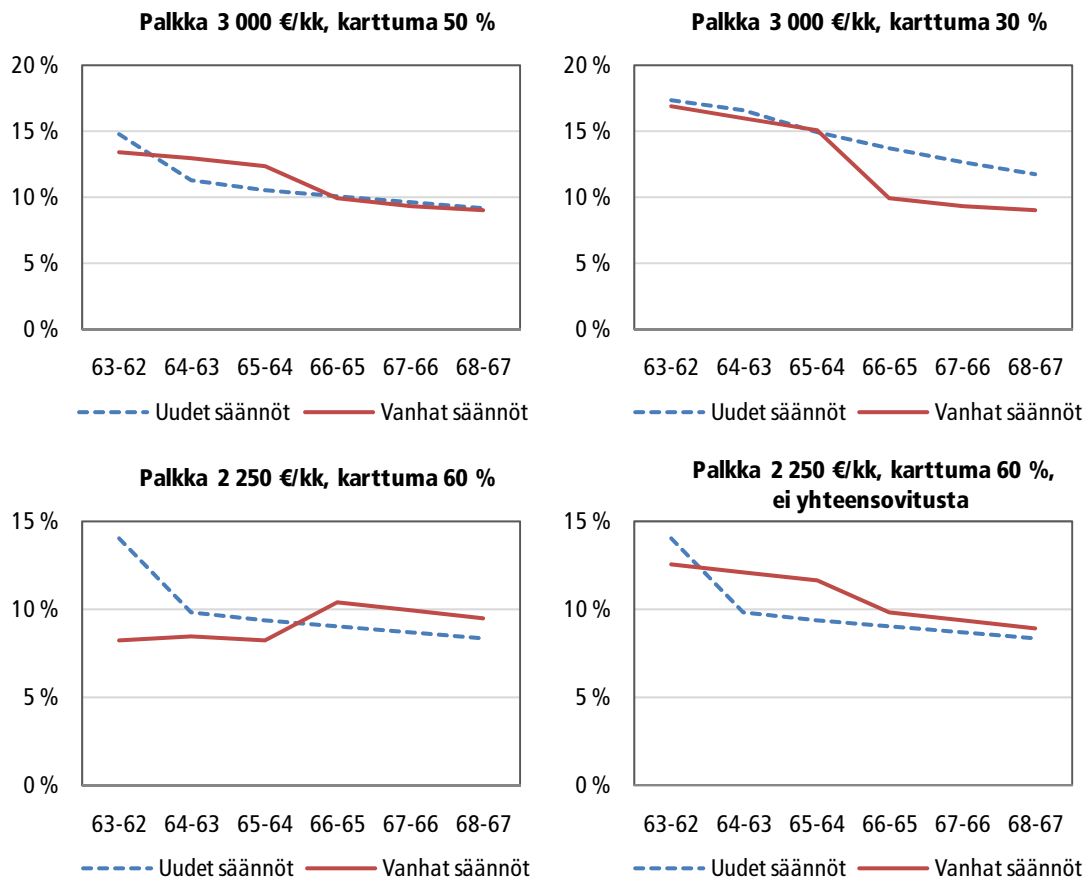 Palkka 3 000 €/kk, karttuma 50 %
20 %
15 %
10 %
5 %
0 %
63-62 64-63 65-64 66-65 67-66 68-67
Uudet säännöt Vanhat säännöt
Palkka 3 000 €/kk, karttuma 30 %
20 %
15 %
10 %
5 %
0 %
63-62 64-63 65-64 66-65 67-66 68-67
Uudet säännöt Vanhat säännöt
Palkka 2 250 €/kk, karttuma 60 %
15 %
10 %
5 %
0 %
63-62 64-63 65-64 66-65 67-66 68-67
Uudet säännöt Vanhat säännöt
Palkka 2 250 €/kk, karttuma 60 %,
ei yhteensovitusta
15 %
10 %
5 %
0 %
63-62 64-63 65-64 66-65 67-66 68-67
Uudet säännöt Vanhat säännöt